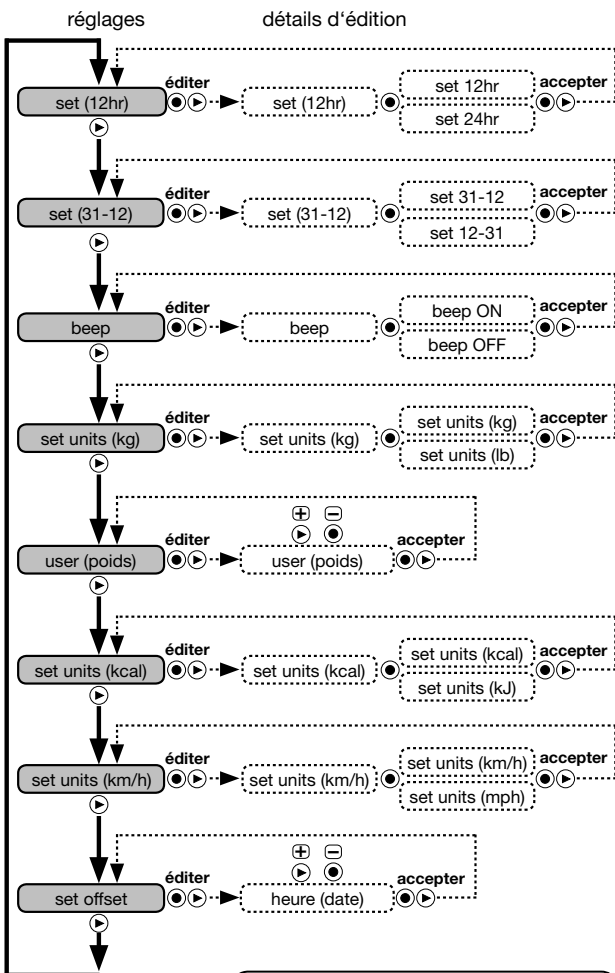 réglages détails d‘édition
set 12hr
éditer accepter
set (12hr) set (12hr)
set 24hr
set 31-12
éditer accepter
set (31-12) set (31-12)
set 12-31
beep ON
éditer accepter
beep beep
beep OFF
set units (kg)
éditer accepter
set units (kg) set units (kg)
set units (lb)
éditer accepter
user (poids) user (poids)
set units (kcal)
éditer accepter
set units (kcal) set units (kcal)
set units (kJ)
set units (km/h)
éditer accepter
set units (km/h) set units (km/h)
set units (mph)
éditer accepter
set offset heure (date)